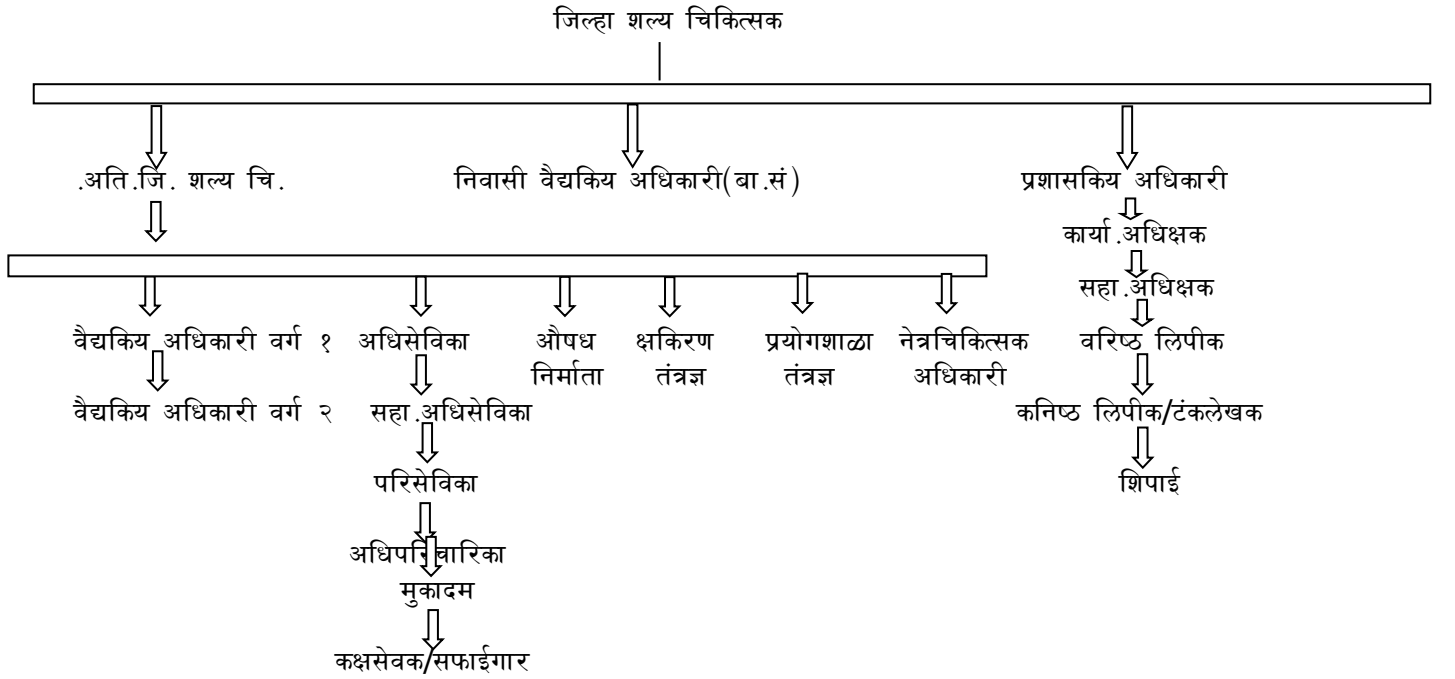 जिल्हा शल्य चिकित्सक
.अति.जि. शल्य चि. निवासी वैद्यकिय अधिकारी(बा.सं) प्रशासकिय अधिकारी
कार्या.अधिक्षक
सहा.अधिक्षक
वैद्यकिय अधिकारी वर्ग १ अधिसेविका औषध क्षकिरण प्रयोगशाळा नेत्रचिकित्सक वरिष्ठ लिपीक
निर्माता तंत्रज्ञ तंत्रज्ञ अधिकारी
वैद्यकिय अधिकारी वर्ग २ सहा.अधिसेविका कनिष्ठ लिपीक/टंकलेखक
परिसेविका शिपाई
अधिपरिचारिका
मुकादम
कक्षसेवक/सफाईगार